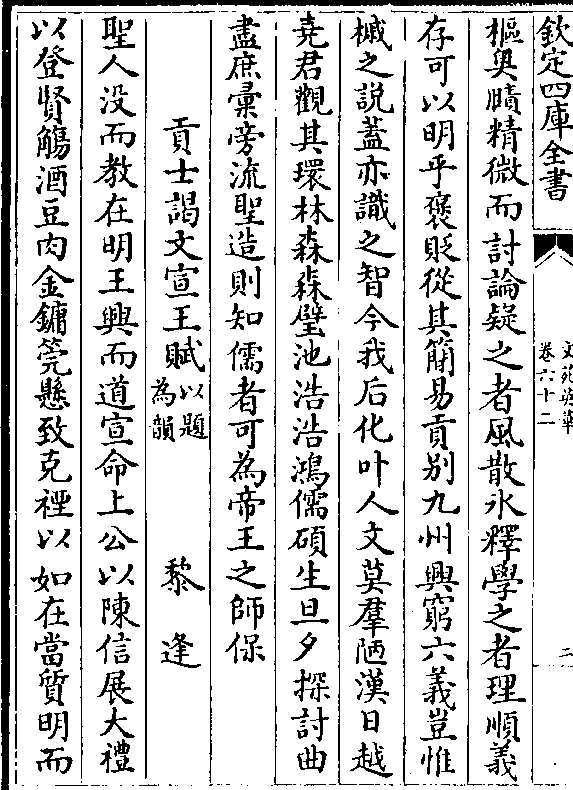 欽定四庫全書
文苑英華
卷六十二
二
樞奥賾精微而討論疑之者風散氷釋學之者理順義
存可以明乎褒貶從其簡易貢别九州興窮六義豈惟
棫之説蓋亦識之智今我后化叶人文莫羣陋漢日越
堯君觀其環林森森璧池浩浩鴻儒碩生旦夕探討曲
盡庶彚旁流聖造則知儒者可為帝王之師保
貢士謁文宣王賦以題為韻 黎逢
聖人没而教在明王興而道宣命上公以陳信展大禮
以登賢觴酒豆肉金鏞筦懸致克禋以如在當質明而